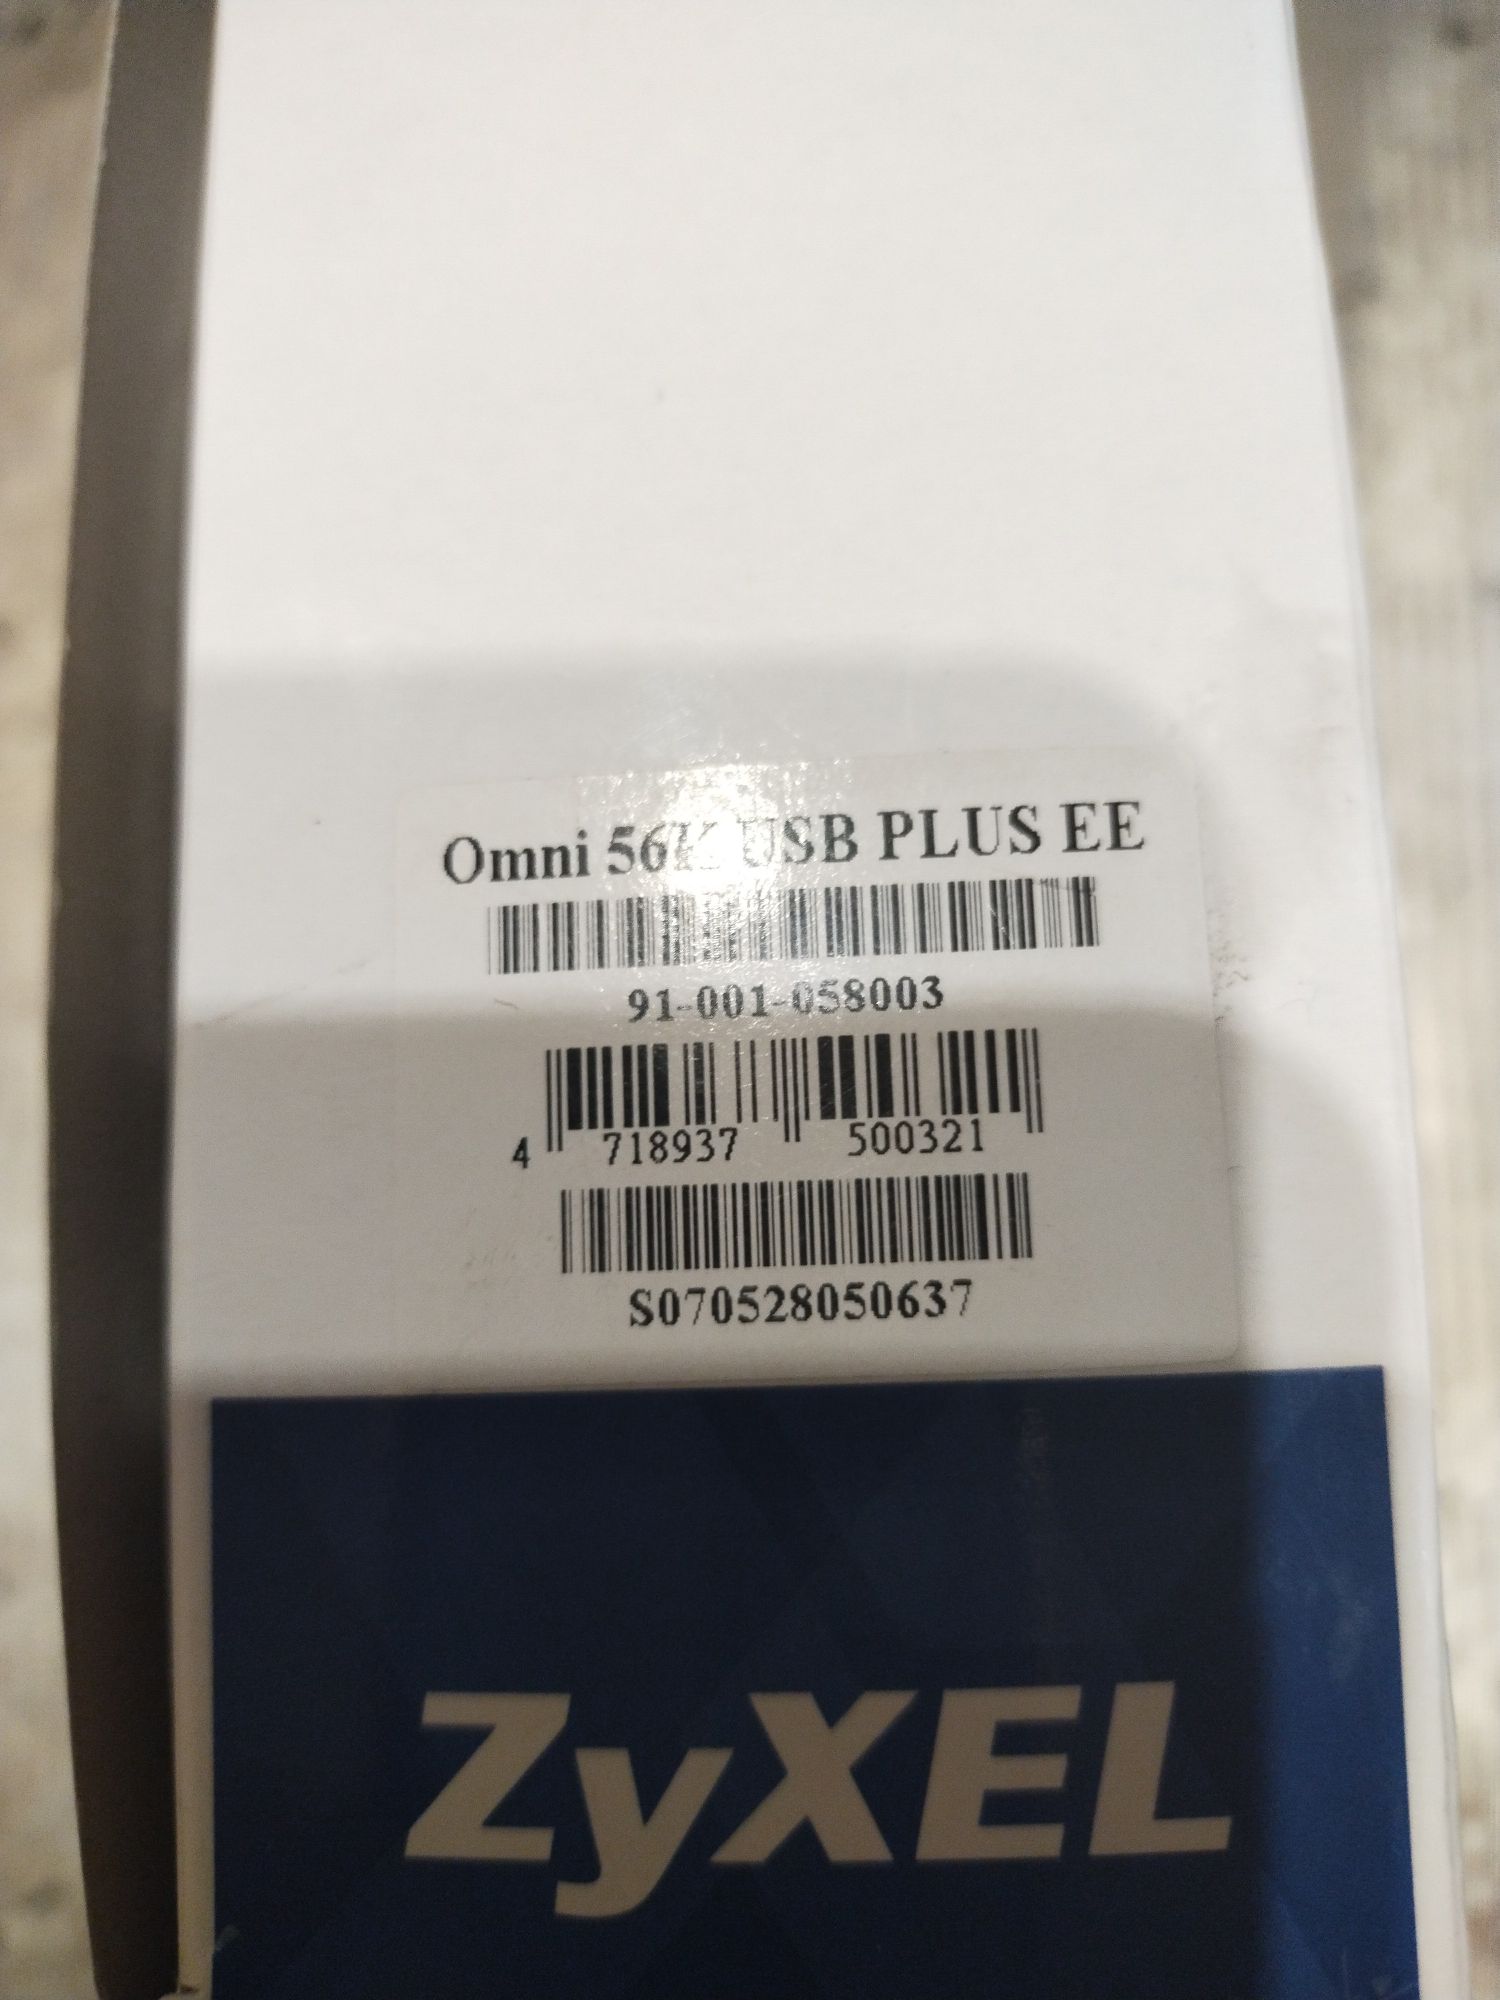 Omni 56K USB PLUS EE
91-001-058003
4 718937 500321
S070528050637
ZyXEL